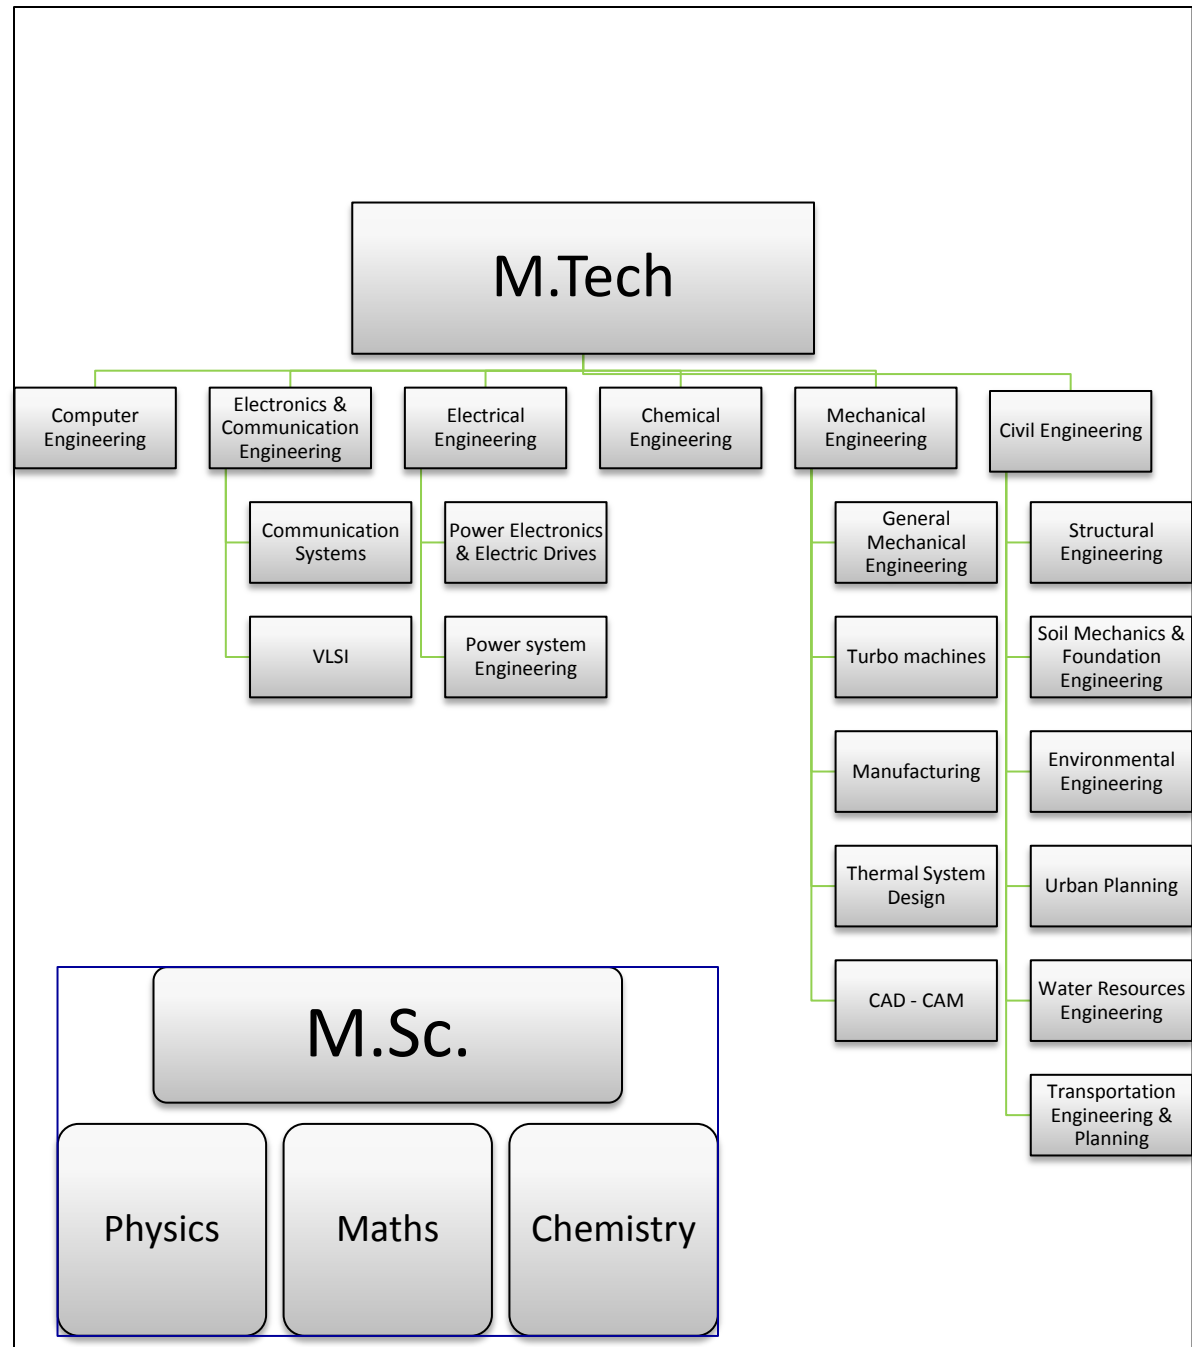 M.Tech
Computer
Engineering
Electronics &
Communication
Engineering
Electrical
Engineering
Chemical
Engineering
Mechanical
Engineering
Civil Engineering
Communication
Systems
VLSI
Power Electronics
& Electric Drives
Power system
Engineering
General
Mechanical
Engineering
Turbo machines
Manufacturing
Thermal System
Design
CAD - CAM
Structural
Engineering
Soil Mechanics &
Foundation
Engineering
Environmental
Engineering
Urban Planning
Water Resources
Engineering
Transportation
Engineering &
Planning
M.Sc.
Physics
Maths
Chemistry